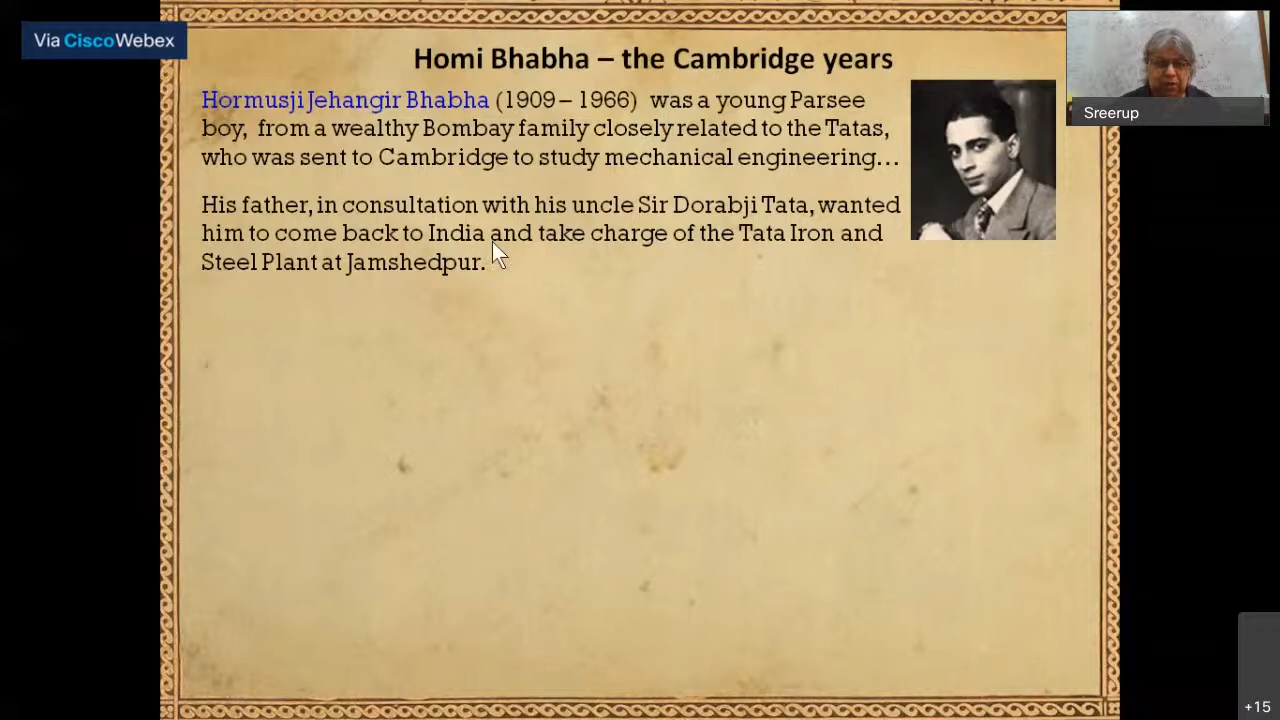 Via CiscoWebex
Homi Bhabha – the Cambridge years
Sreerup
Hormusji Jehangir Bhabha (1909 – 1966) was a young Parsee
boy, from a wealthy Bombay family closely related to the Tatas,
who was sent to Cambridge to study mechanical engineering...
His father, in consultation with his uncle Sir Dorabji Tata, wanted
him to come back to India and take charge of the Tata Iron and
Steel Plant at Jamshedpur.
+15